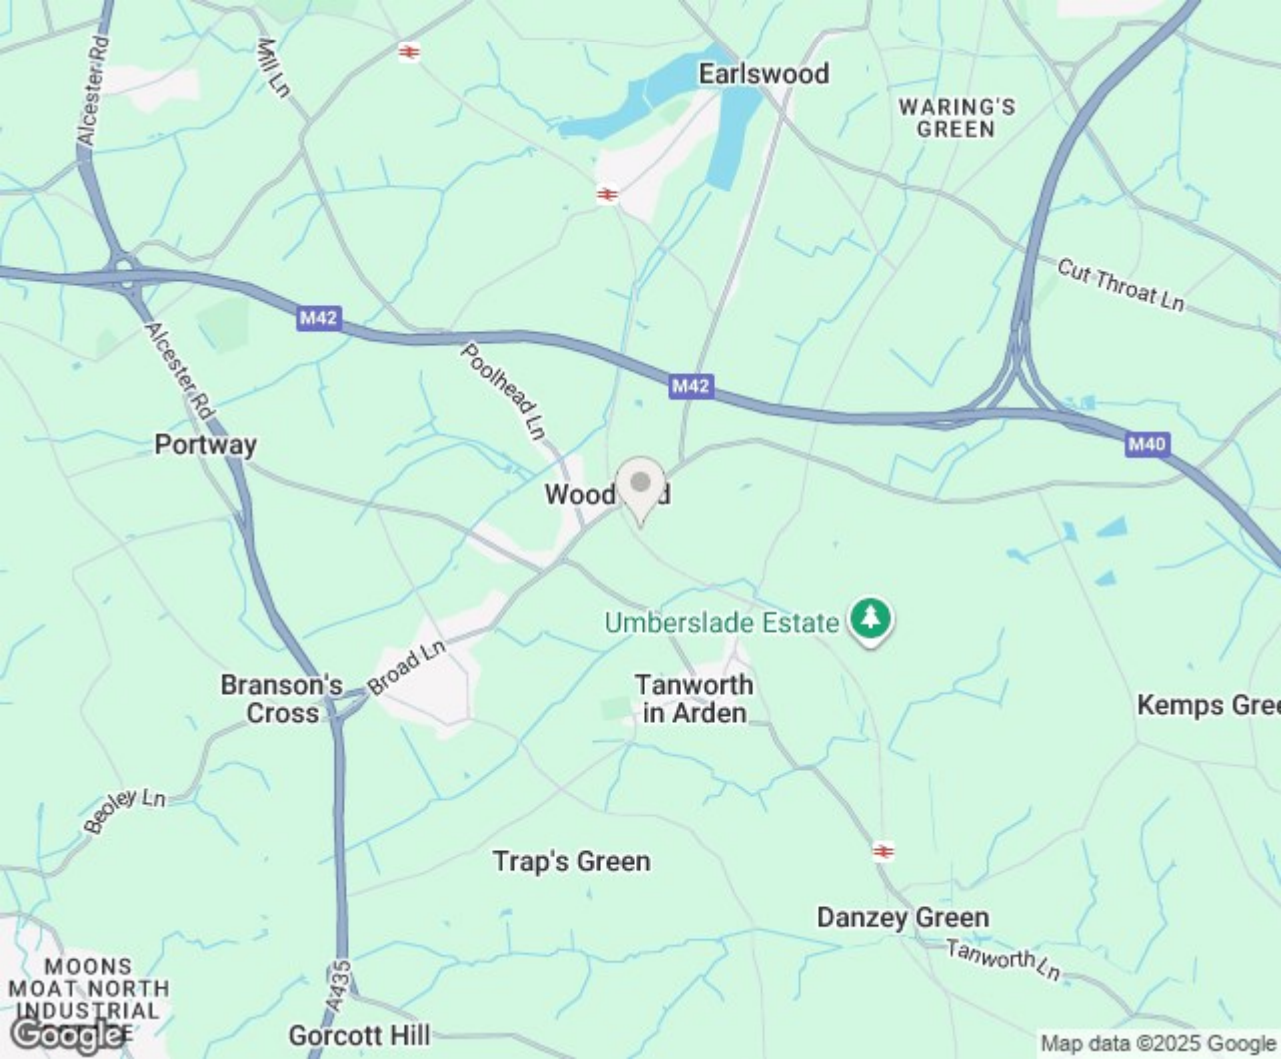 Alcester Rd
Mill Ln
Earlswood
WARING'S
GREEN
Cut Throat Ln
M42
Alcester Rd
Poolhead Ln
M42
Portway
M40
Umberslade Estate
Broad Ln
Branson's
Cross
Tanworth
in Arden
Kemps Gree
Beoley Ln
Trap's Green
Danzey Green
Tanworth Ln
MOONS
MOAT NORTH
INDUSTRIAL
A435
Gorcott Hill
Google
Map data ©2025 Google